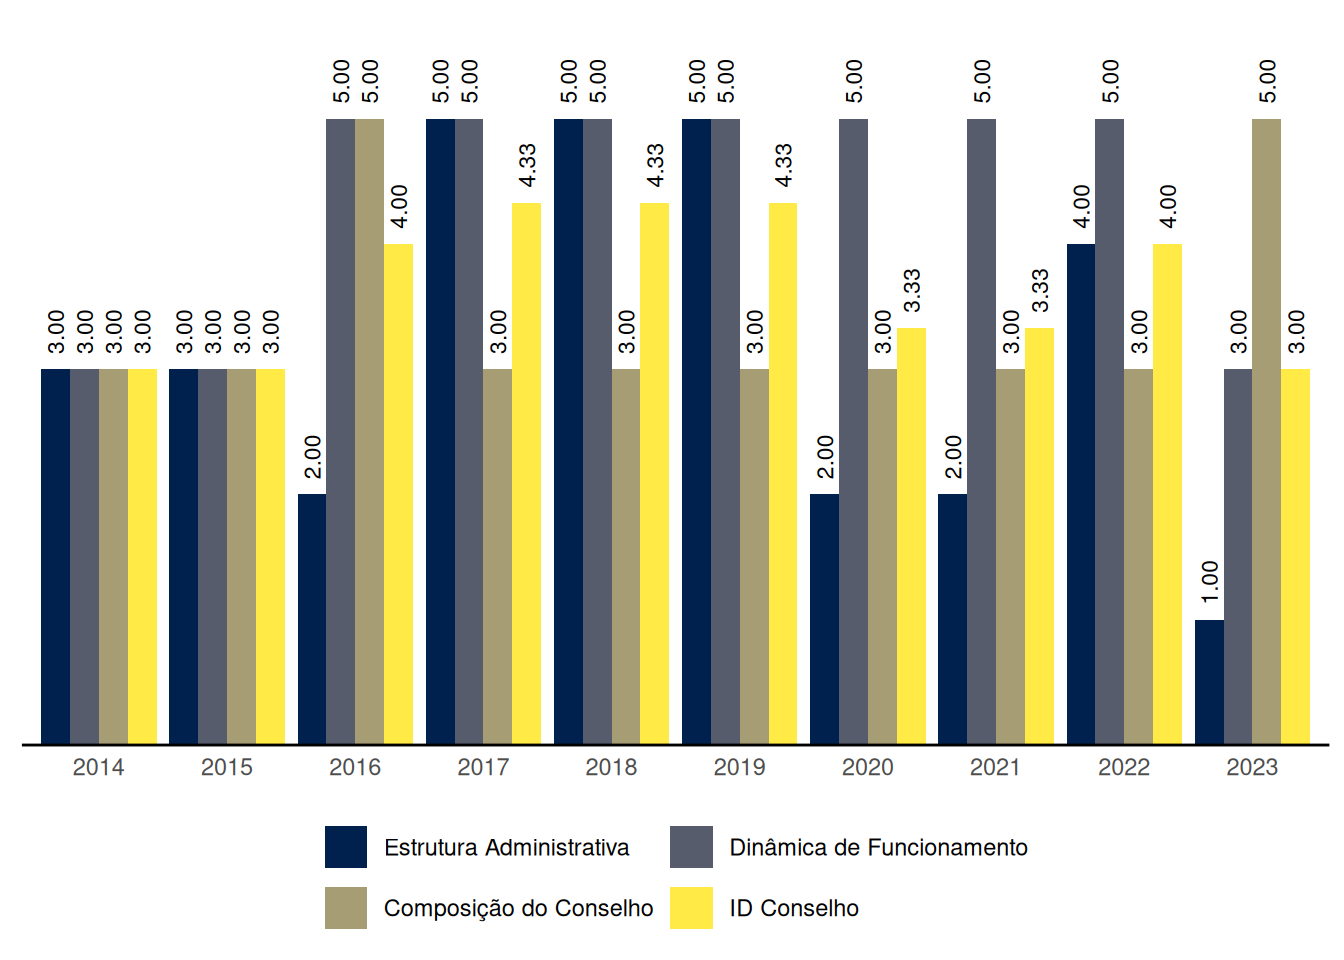 3.00 3.00 3.00 3.00 3.00 3.00 3.00 3.00 2.00 5.00 5.00 4.00 5.00 5.00 3.00 4.33 5.00 5.00 3.00 4.33 5.00 5.00 3.00 4.33 2.00 5.00 3.00 3.33 2.00 5.00 3.00 3.33 4.00 5.00 3.00 4.00 1.00 3.00 5.00 3.00
2014 2015 2016 2017 2018 2019 2020 2021 2022 2023
Estrutura Administrativa Dinâmica de Funcionamento
Composição do Conselho ID Conselho